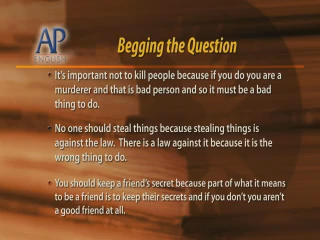 AP
ENGLISH
Begging the Question
• It's important not to kill people because if you do you are a
murderer and that is bad person and so it must be a bad
thing to do.
• No one should steal things because stealing things is
against the law. There is a law against it because it is the
wrong thing to do.
• You should keep a friend's secret because part of what it means
to be a friend is to keep their secrets and if you don't you aren't
a good friend at all.